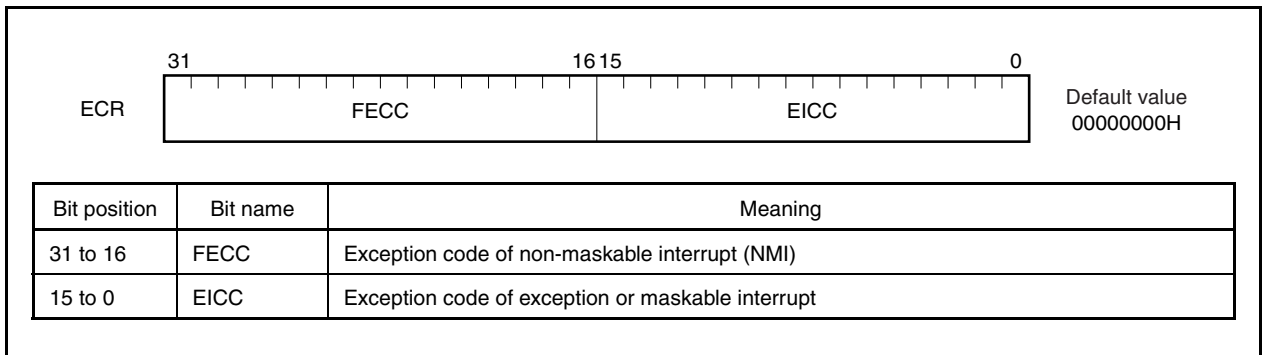 31 16 15 0
ECR FECC EICC Default value
00000000H
Bit position Bit name Meaning
31 to 16 FECC Exception code of non-maskable interrupt (NMI)
15 to 0 EICC Exception code of exception or maskable interrupt